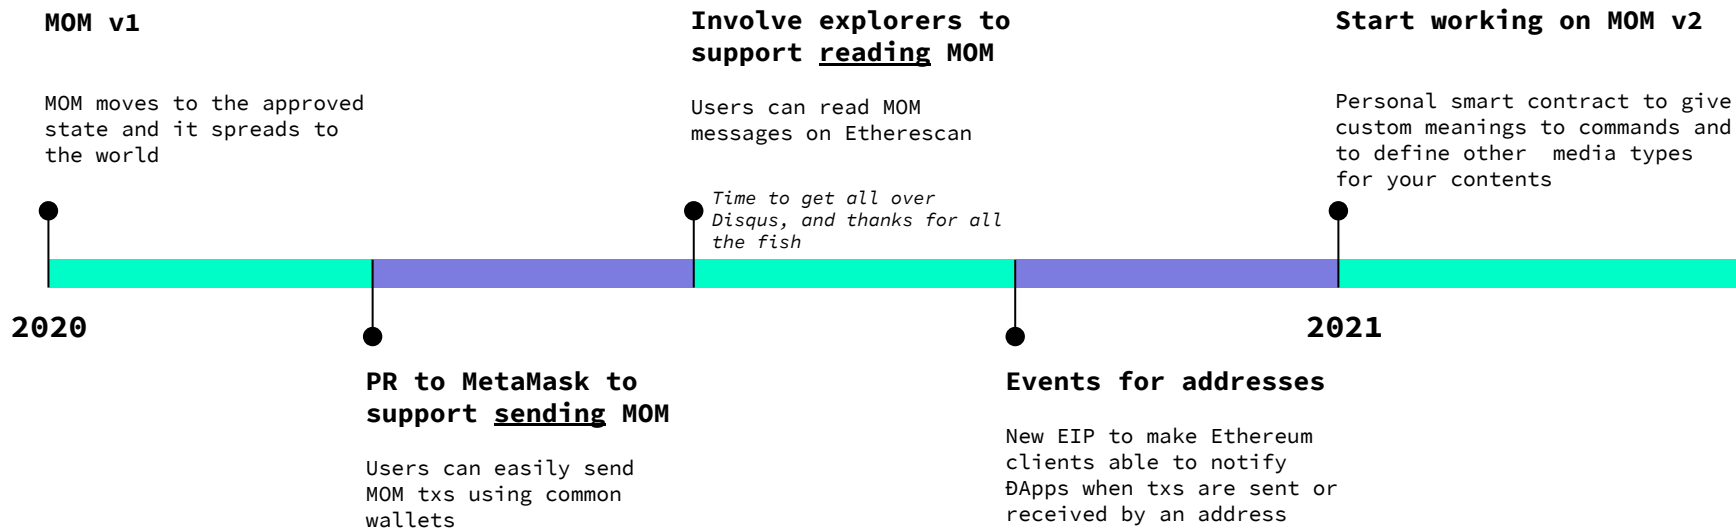 MOM v1
MOM moves to the approved
state and it spreads to
the world
Involve explorers to
support reading MOM
Users can read MOM
messages on Etherescan
Time to get all over
Disqus, and thanks for all
the fish
Start working on MOM v2
Personal smart contract to give
custom meanings to commands and
to define other  media types
for your contents
2020
2021
PR to MetaMask to
support sending MOM
Users can easily send
MOM txs using common
wallets
Events for addresses
New EIP to make Ethereum
clients able to notify
ÐApps when txs are sent or
received by an address